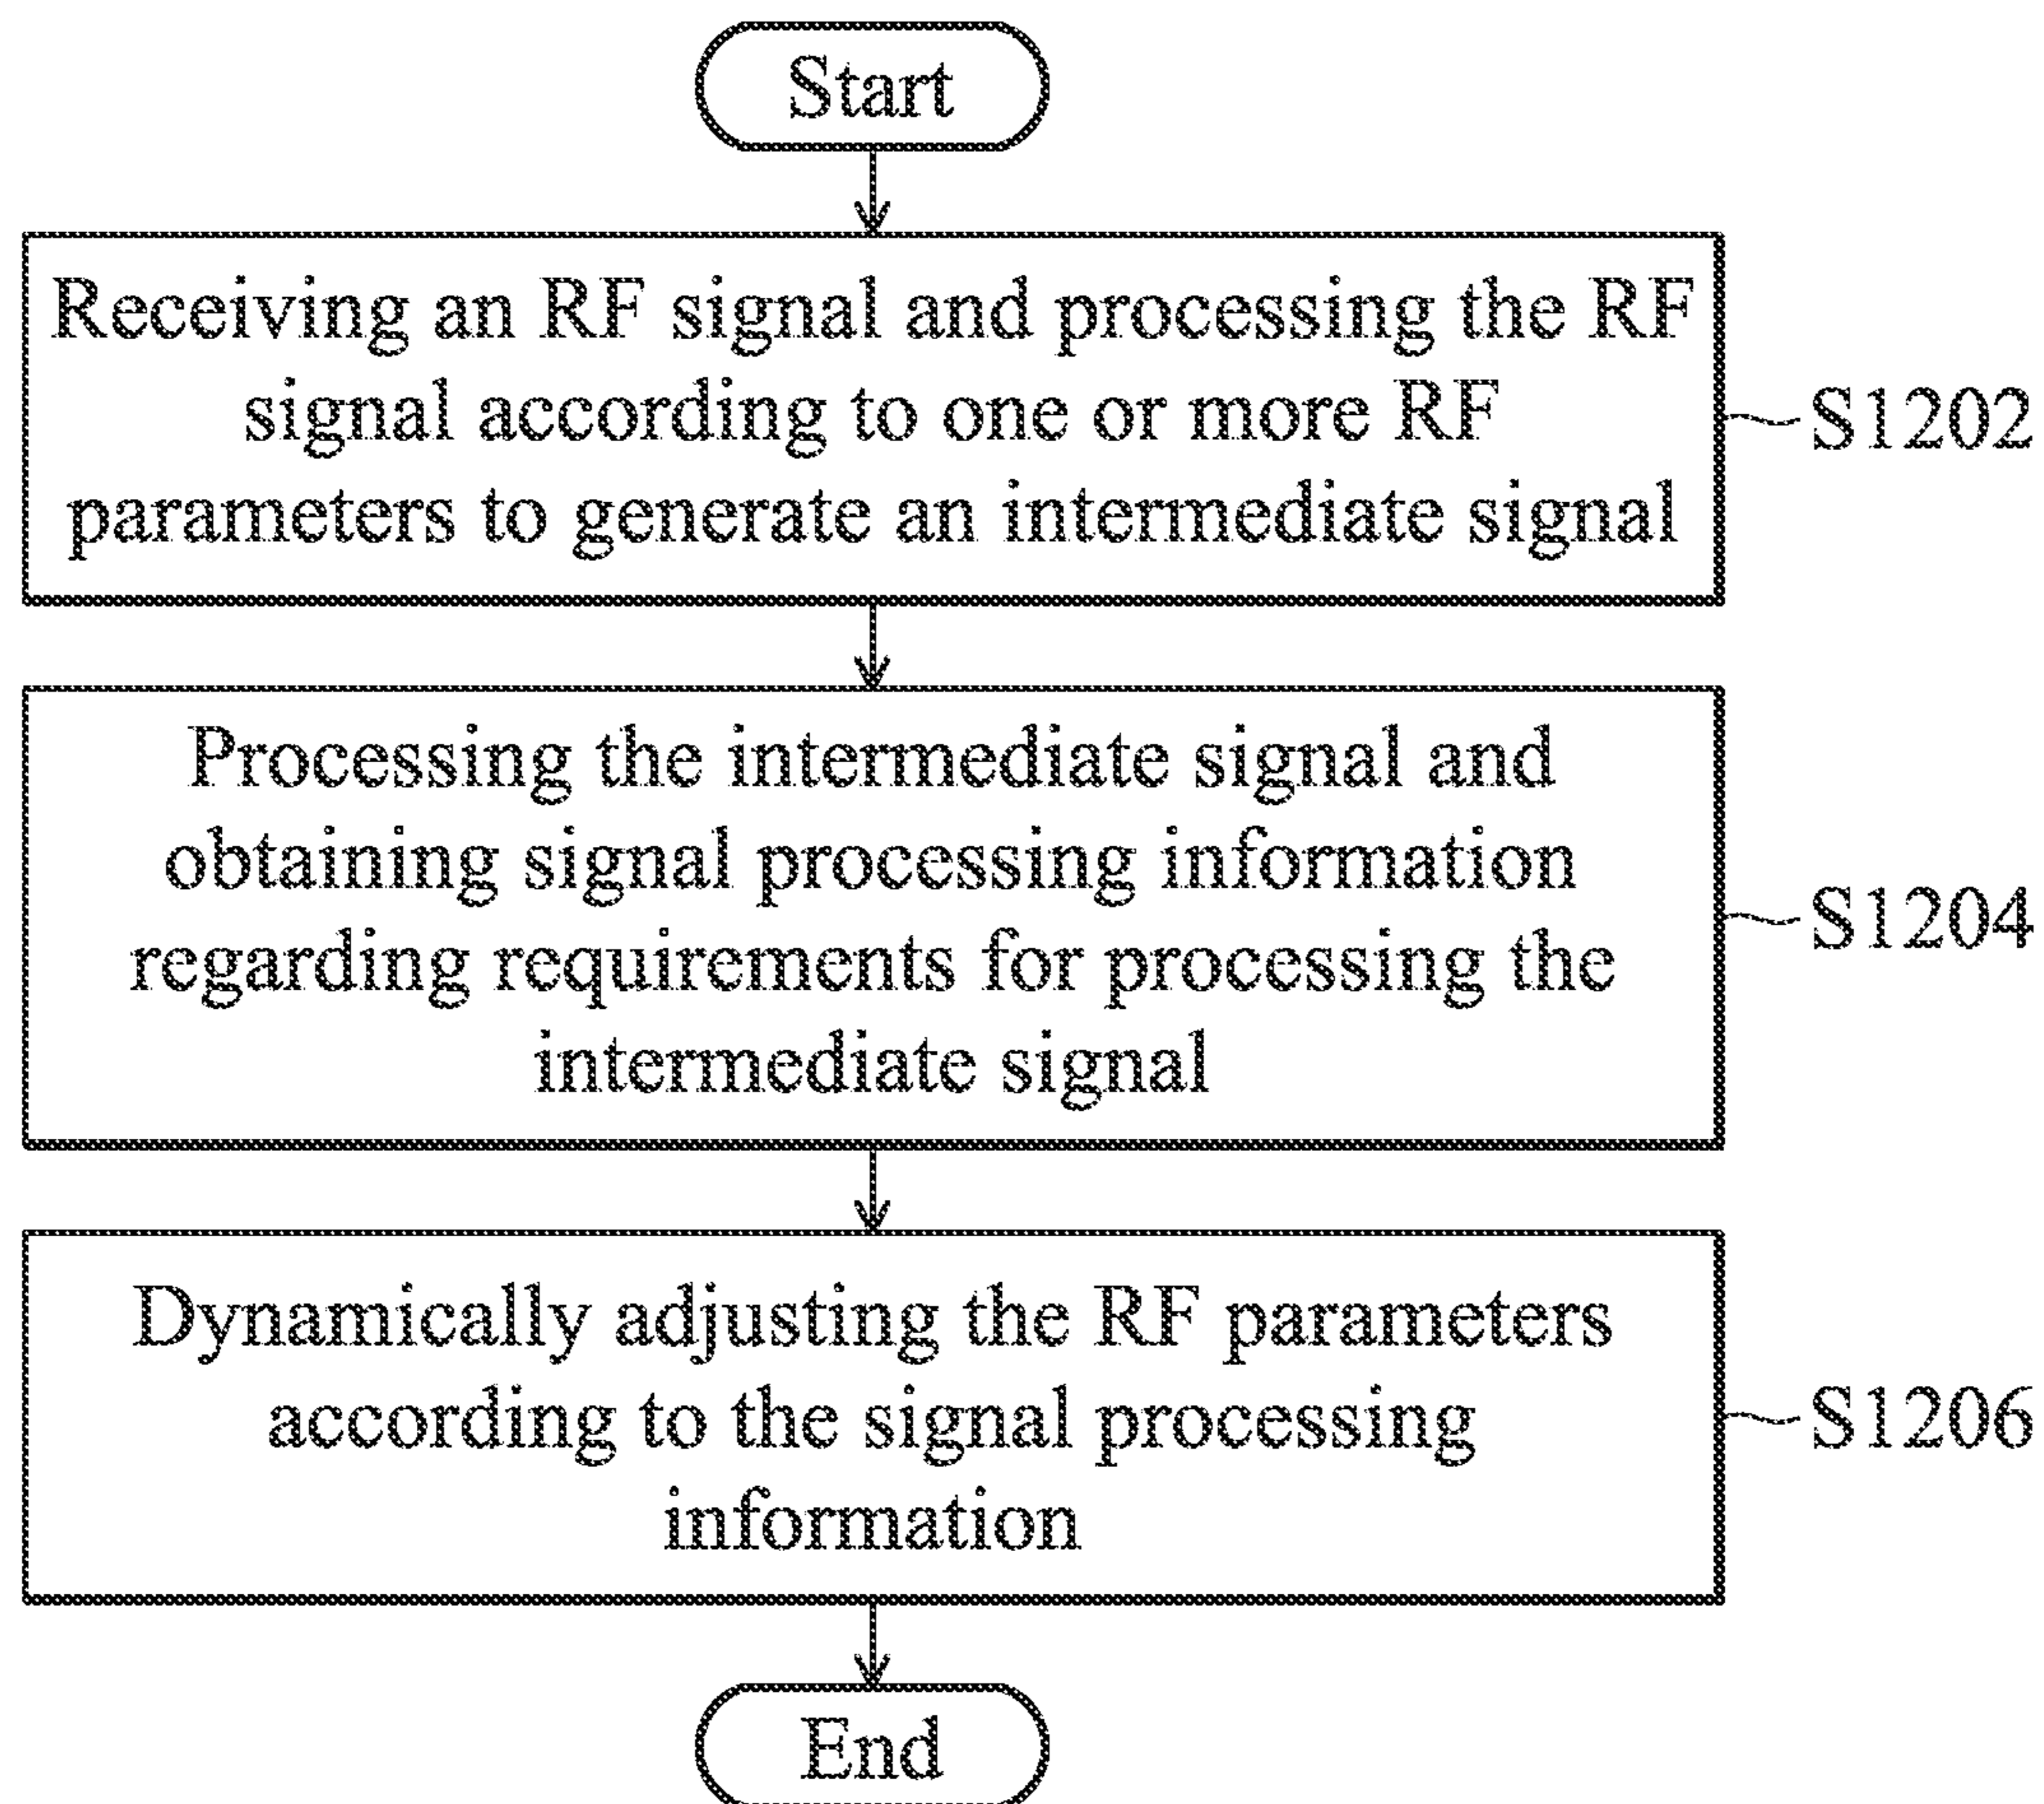 Start
Receiving an RF signal and processing the RF
signal according to one or more RF
parameters to generate an intermediate signal
S1202
Processing the intermediate signal and
obtaining signal processing information
regarding requirements for processing the
intermediate signal
S1204
Dynamically adjusting the RF parameters
according to the signal processing
information
S1206
End